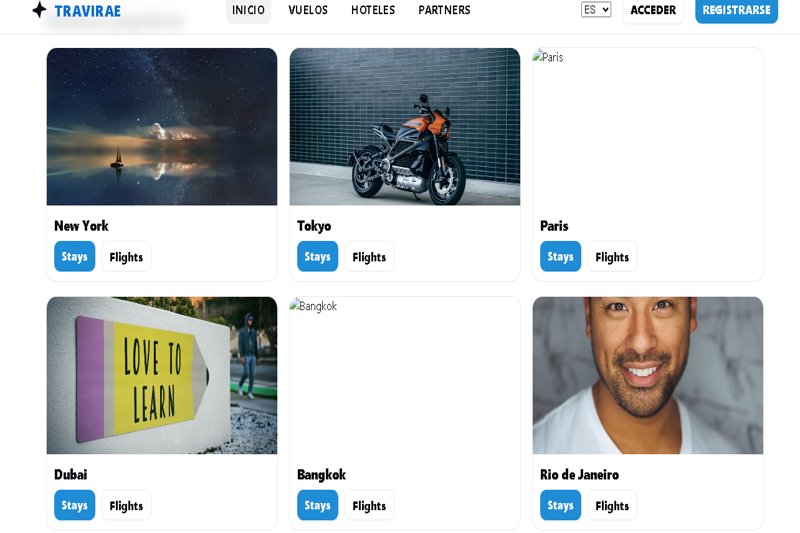 TRAVIRAE
INICIO VUELOS HOTELES PARTNERS
ES ACCEDER REGISTRARSE
Paris
New York Tokyo Paris
Stays Flights Stays Flights Stays Flights
LOVE TO
LEARN
Bangkok
Dubai Bangkok Rio de Janeiro
Stays Flights Stays Flights Stays Flights